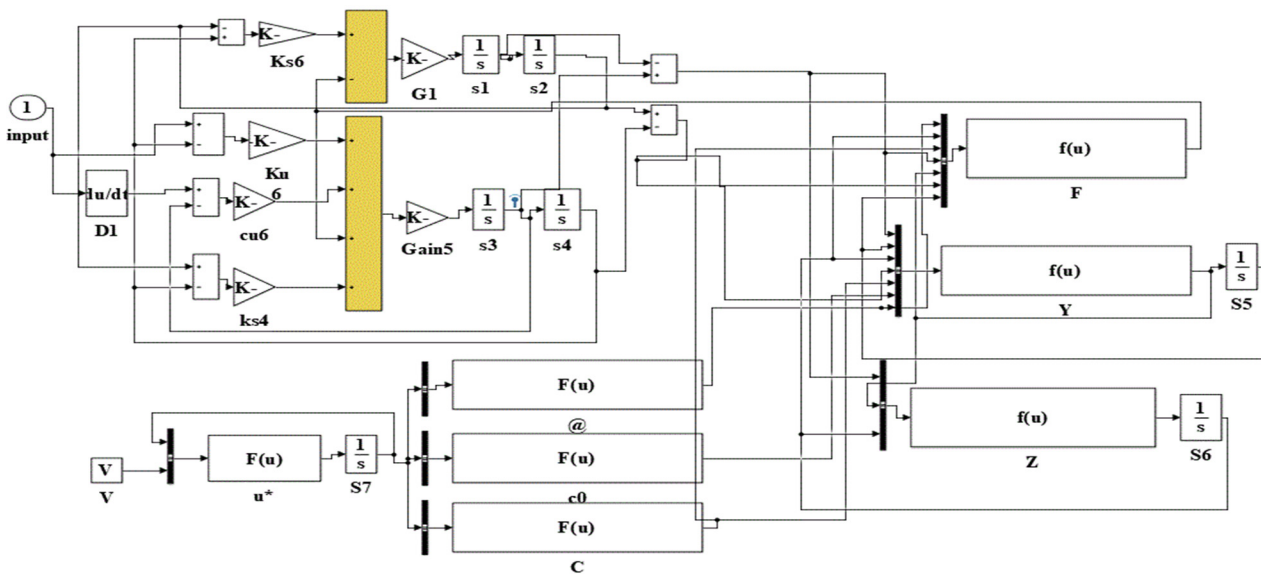 K-
Ks6
K-
G1
1
s
s1
1
s
s2
1
input
K-
Ku
6
du/dt
D1
K-
cu6
K-
Gain5
1
s
s3
1
s
s4
K-
ks4
f(u)
F
f(u)
Y
1
s
S5
f(u)
Z
1
s
S6
F(u)
@
F(u)
c0
F(u)
C
V
V
F(u)
u*
1
s
S7